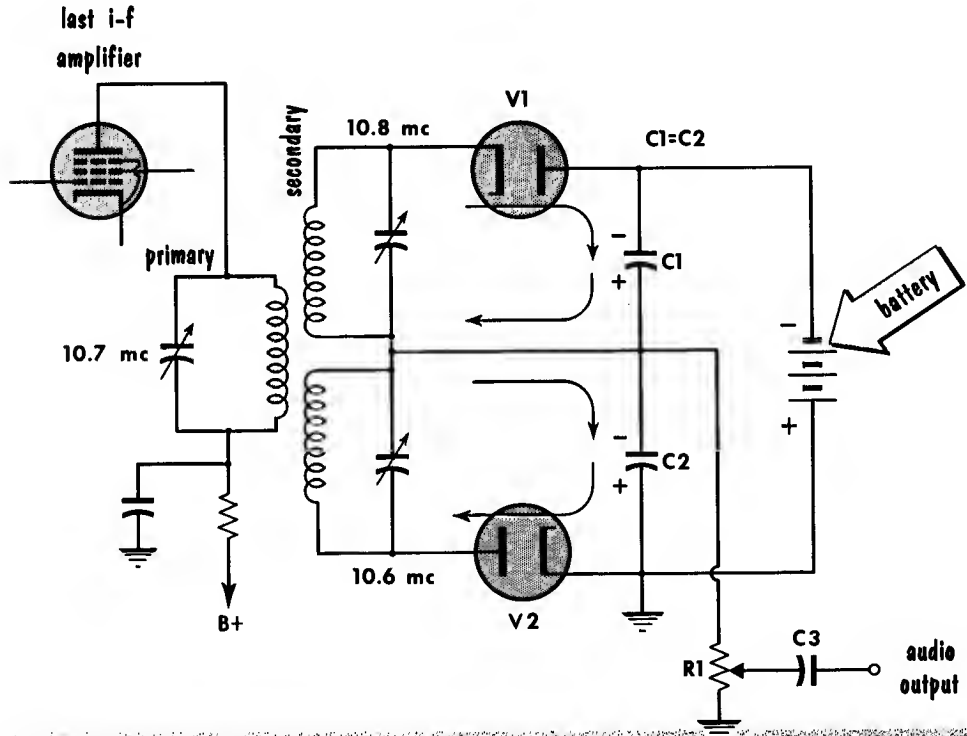 last i-f
amplifier
primary
10.7 mc
B+
secondary
10.8 mc
V1
C1=C2
−
C1
+
−
C2
+
10.6 mc
V2
battery
−
+
R1
C3
audio
output